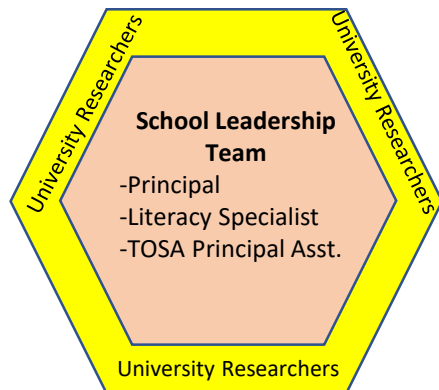 University Researchers
University Researchers
School Leadership
Team
-Principal
-Literacy Specialist
-TOSA Principal Asst.
University Researchers